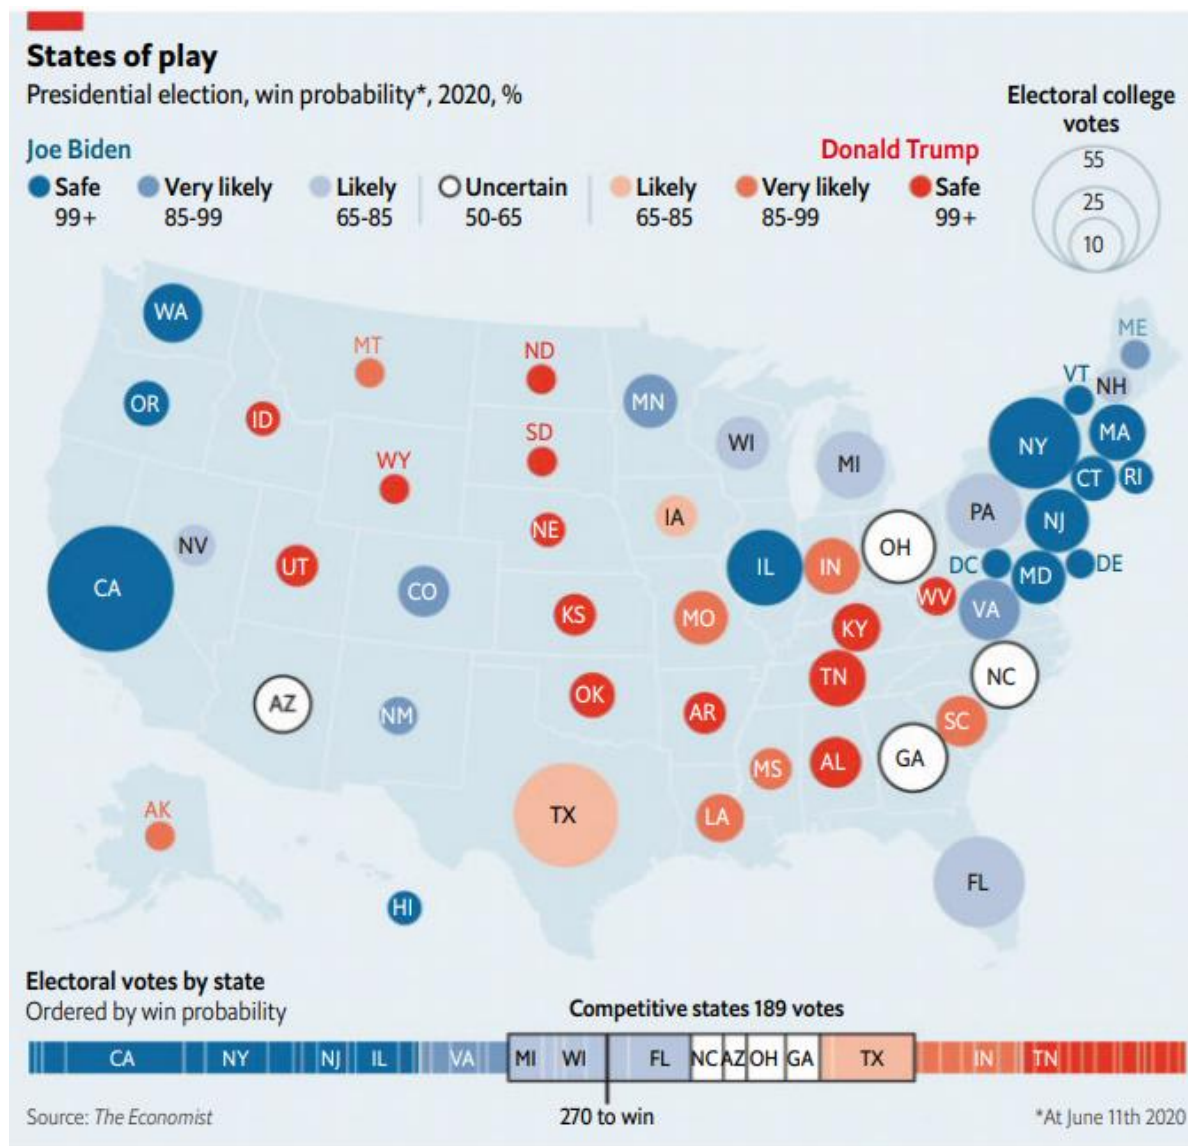 States of play
Presidential election, win probability*, 2020, %
Electoral college
votes
Joe Biden
Donald Trump
Safe
99+
Very likely
85-99
Likely
65-85
Uncertain
50-65
Likely
65-85
Very likely
85-99
Safe
99+
55
25
10
WA
MT
ND
ME
VT
NH
OR
ID
MN
SD
WI
NY
MA
WY
MI
CT
RI
NV
NE
IA
PA
NJ
OH
CA
UT
CO
IL
IN
DC
MD
DE
KS
MO
WV
VA
KY
AZ
NM
OK
AR
TN
NC
SC
MS
AL
GA
TX
LA
AK
HI
FL
Electoral votes by state
Ordered by win probability
Competitive states 189 votes
CA NY NJ IL VA MI WI FL NC AZ OH GA TX IN TN
Source: The Economist
270 to win
*At June 11th 2020